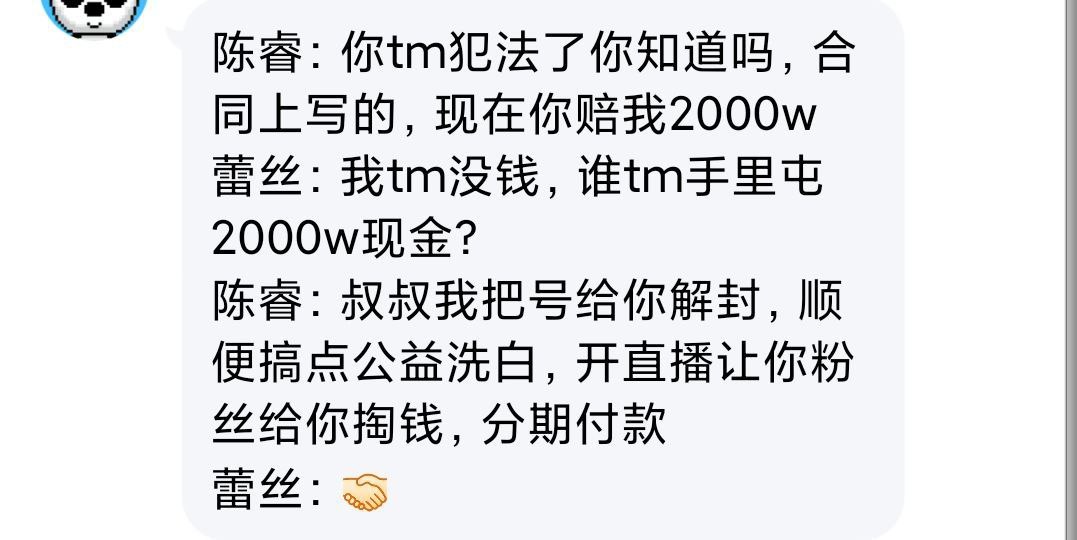 陈睿：你tm犯法了你知道吗，合
同上写的，现在你赔我2000w
蕾丝：我tm没钱，谁tm手里屯
2000w现金？
陈睿：叔叔我把号给你解封，顺
便搞点公益洗白，开直播让你粉
丝给你掏钱，分期付款
蕾丝：🤝